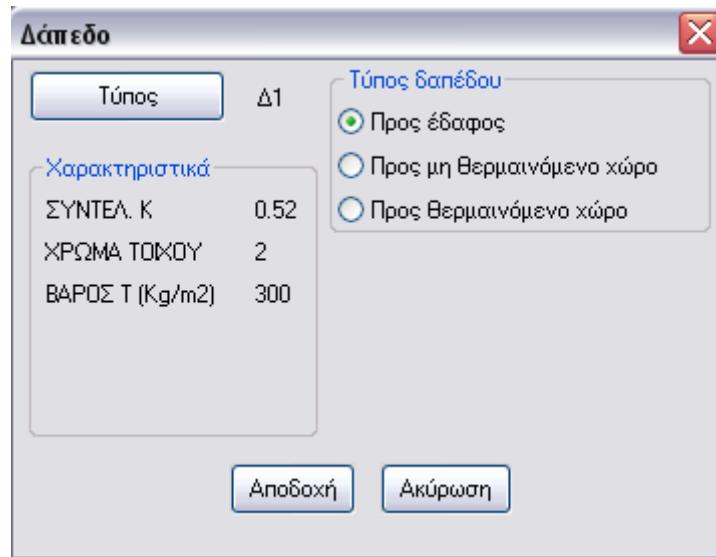 Δάπεδο
Τύπος Δ1
Χαρακτηριστικά
ΣΥΝΤΕΛ. Κ 0.52
ΧΡΩΜΑ ΤΟΙΧΟΥ 2
ΒΑΡΟΣ Τ (Kg/m2) 300
Τύπος δαπέδου
Προς έδαφος
Προς μη θερμαινόμενο χώρο
Προς θερμαινόμενο χώρο
Αποδοχή Ακύρωση